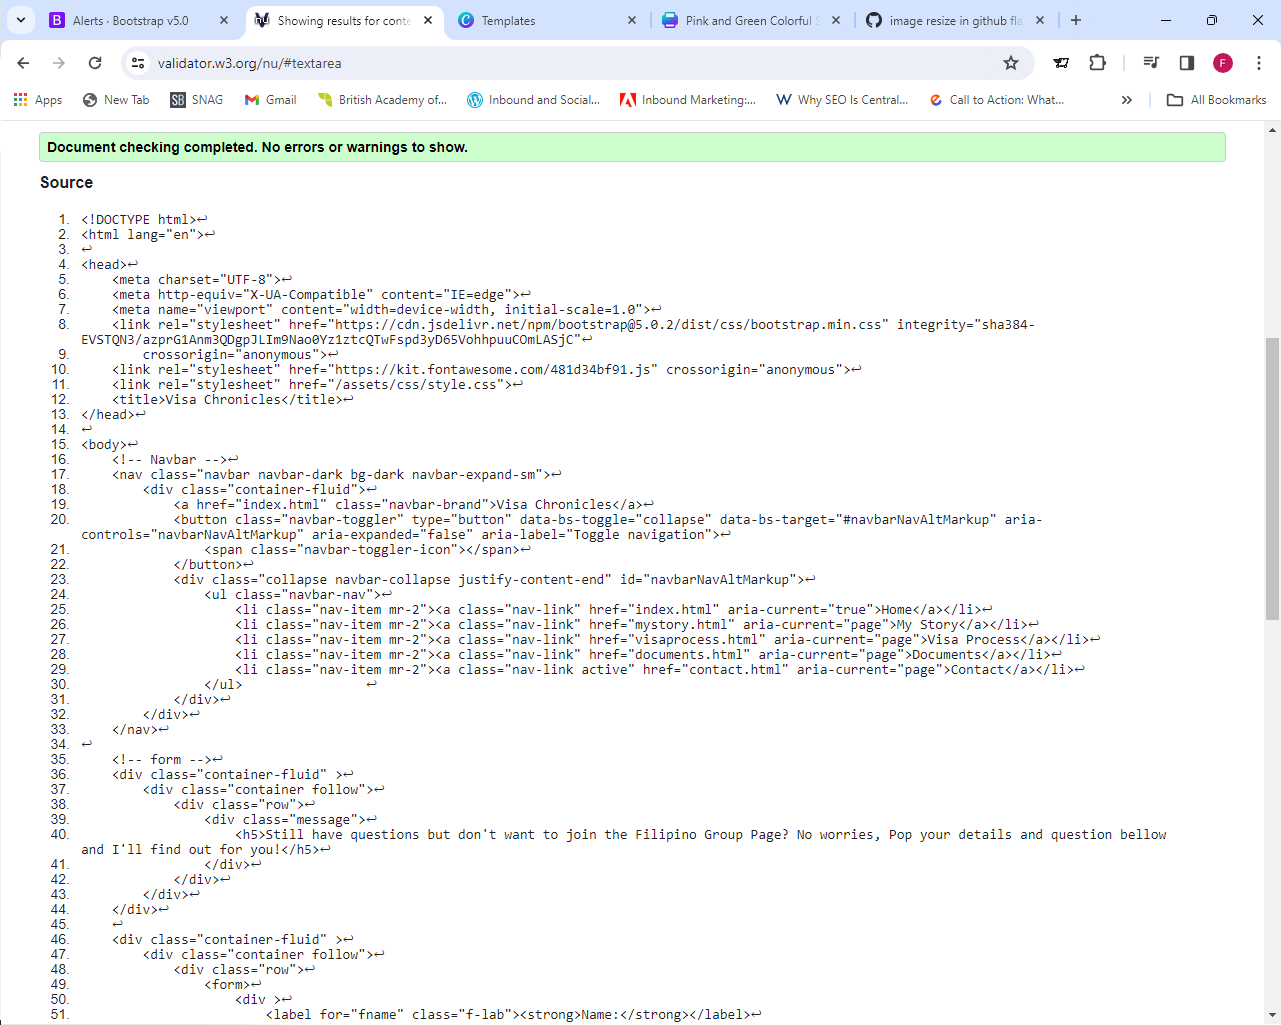 Alerts · Bootstrap v5.0
Showing results for conte
Templates
Pink and Green Colorful S
image resize in github fla
validator.w3.org/nu/#textarea
F
Apps
New Tab
SNAG
Gmail
British Academy of...
Inbound and Social...
Inbound Marketing:...
Why SEO Is Central...
Call to Action: What...
»
All Bookmarks
Document checking completed. No errors or warnings to show.
Source
1. <!DOCTYPE html>↩
2. <html lang="en">↩
3. ↩
4. <head>↩
5. <meta charset="UTF-8">↩
6. <meta http-equiv="X-UA-Compatible" content="IE=edge">↩
7. <meta name="viewport" content="width=device-width, initial-scale=1.0">↩
8. <link rel="stylesheet" href="https://cdn.jsdelivr.net/npm/bootstrap@5.0.2/dist/css/bootstrap.min.css" integrity="sha384-
EVSTQN3/azprG1Anm3QDgpJLIm9Nao0Yz1ztcQTwFspd3yD65VohhpuuCOmLASjC"↩
9. crossorigin="anonymous">↩
10. <link rel="stylesheet" href="https://kit.fontawesome.com/481d34bf91.js" crossorigin="anonymous">↩
11. <link rel="stylesheet" href="/assets/css/style.css">↩
12. <title>Visa Chronicles</title>↩
13. </head>↩
14. ↩
15. <body>↩
16. <!-- Navbar -->↩
17. <nav class="navbar navbar-dark bg-dark navbar-expand-sm">↩
18. <div class="container-fluid">↩
19. <a href="index.html" class="navbar-brand">Visa Chronicles</a>↩
20. <button class="navbar-toggler" type="button" data-bs-toggle="collapse" data-bs-target="#navbarNavAltMarkup" aria-
controls="navbarNavAltMarkup" aria-expanded="false" aria-label="Toggle navigation">↩
21. <span class="navbar-toggler-icon"></span>↩
22. </button>↩
23. <div class="collapse navbar-collapse justify-content-end" id="navbarNavAltMarkup">↩
24. <ul class="navbar-nav">↩
25. <li class="nav-item mr-2"><a class="nav-link" href="index.html" aria-current="true">Home</a></li>↩
26. <li class="nav-item mr-2"><a class="nav-link" href="mystory.html" aria-current="page">My Story</a></li>↩
27. <li class="nav-item mr-2"><a class="nav-link" href="visaprocess.html" aria-current="page">Visa Process</a></li>↩
28. <li class="nav-item mr-2"><a class="nav-link" href="documents.html" aria-current="page">Documents</a></li>↩
29. <li class="nav-item mr-2"><a class="nav-link active" href="contact.html" aria-current="page">Contact</a></li>↩
30. </ul> ↩
31. </div>↩
32. </div>↩
33. </nav>↩
34. ↩
35. <!-- form -->↩
36. <div class="container-fluid" >↩
37. <div class="container follow">↩
38. <div class="row">↩
39. <div class="message">↩
40. <h5>Still have questions but don't want to join the Filipino Group Page? No worries, Pop your details and question bellow
and I'll find out for you!</h5>↩
41. </div>↩
42. </div>↩
43. </div>↩
44. </div>↩
45. ↩
46. <div class="container-fluid" >↩
47. <div class="container follow">↩
48. <div class="row">↩
49. <form>↩
50. <div >↩
51. <label for="fname" class="f-lab"><strong>Name:</strong></label>↩